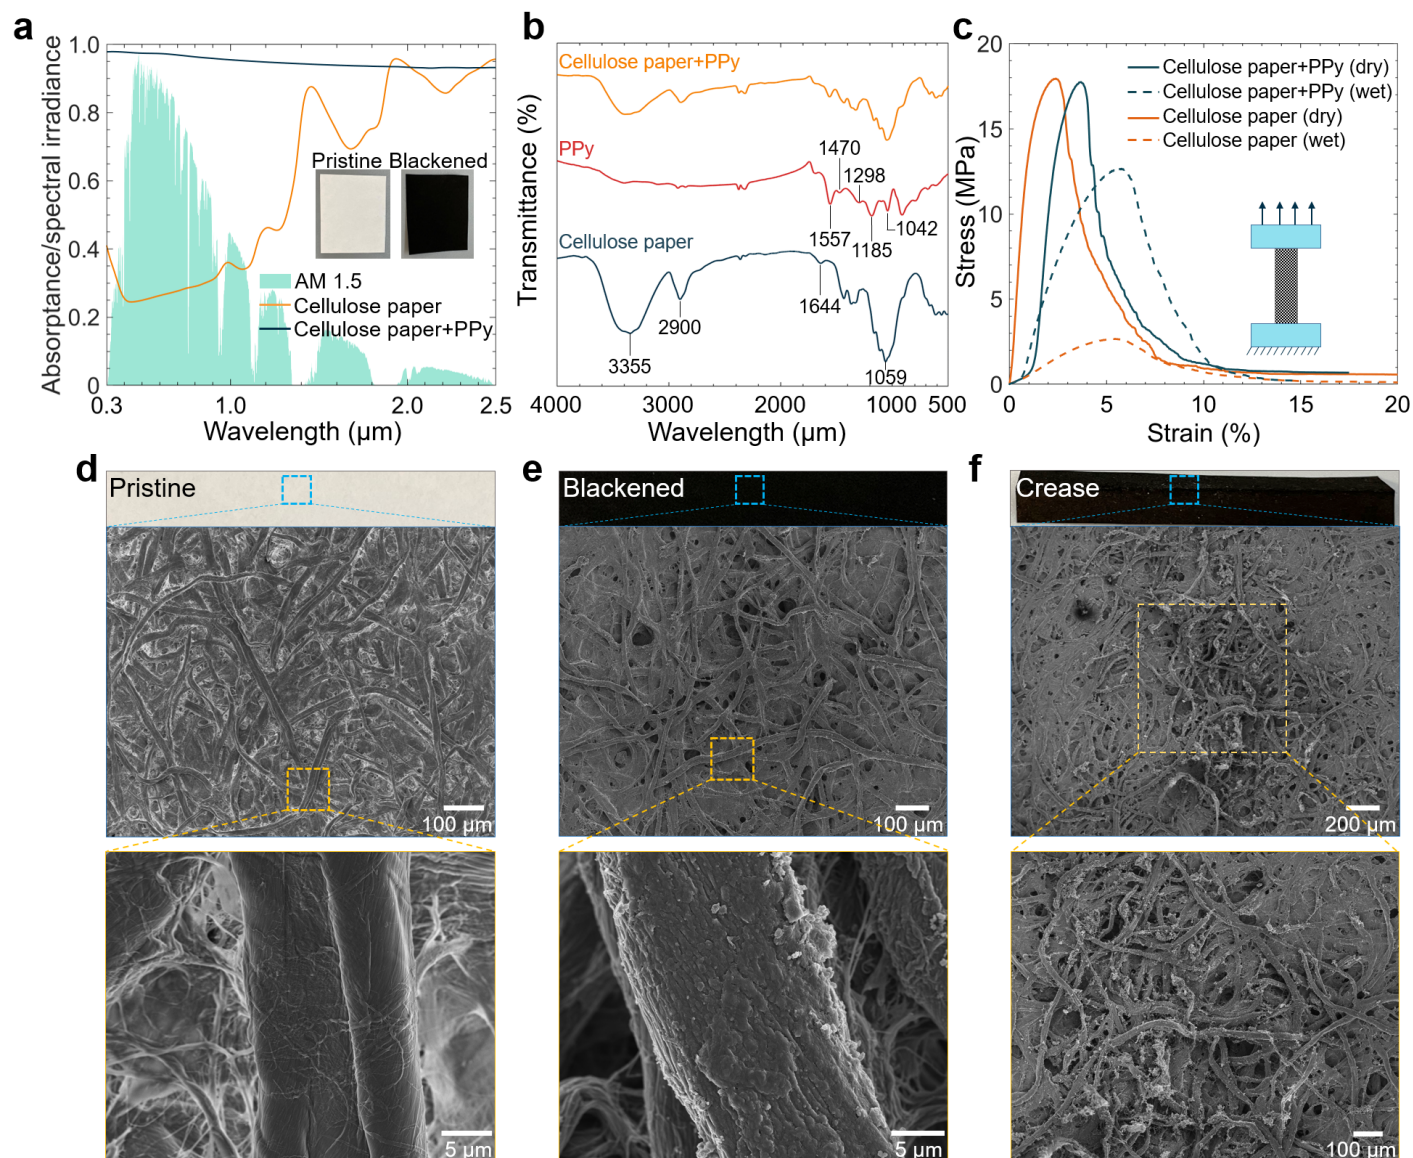 a
Absorptance/spectral irradiance
1.0
0.8
0.6
0.4
0.2
0
0.3
1.0
2.0
2.5
Wavelength (μm)
Pristine Blackened
AM 1.5
Cellulose paper
Cellulose paper+PPy
b
Transmittance (%)
Cellulose paper+PPy
PPy
1470
1298
1557
1185
1042
Cellulose paper
3355
2900
1644
1059
4000
3000
2000
1000
500
Wavelength (μm)
c
Stress (MPa)
20
15
10
5
0
Cellulose paper+PPy (dry)
Cellulose paper+PPy (wet)
Cellulose paper (dry)
Cellulose paper (wet)
0
5
10
15
20
Strain (%)
d
Pristine
100 μm
5 μm
e
Blackened
100 μm
5 μm
f
Crease
200 μm
100 μm